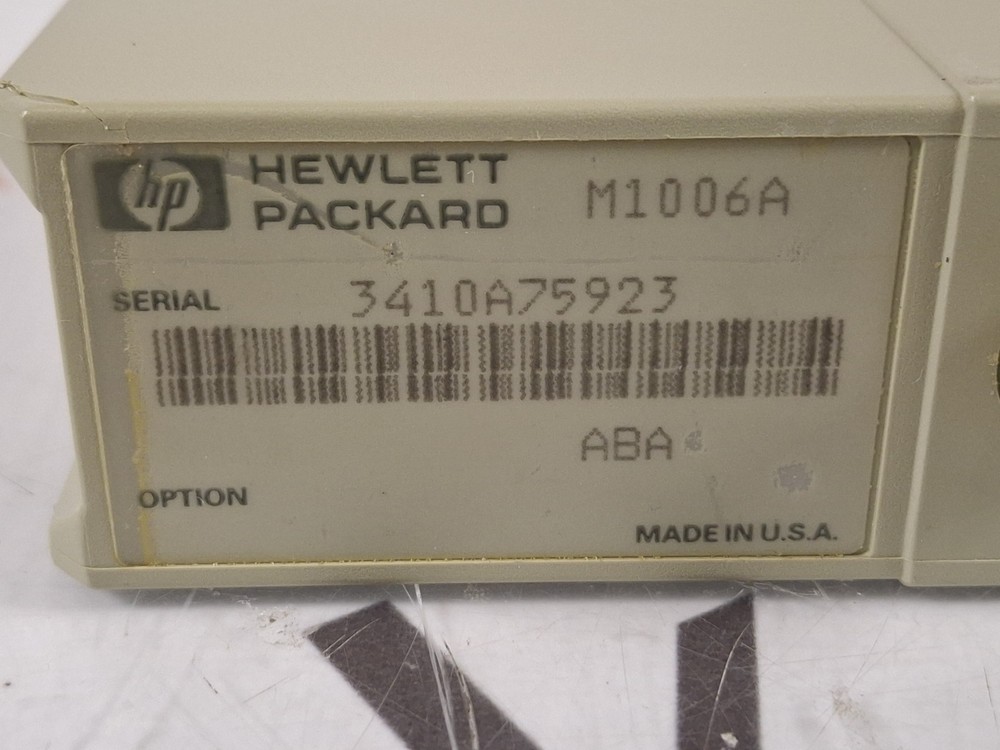 hp HEWLETT PACKARD M1006A
SERIAL 3410A75923
ABA
OPTION
MADE IN U.S.A.